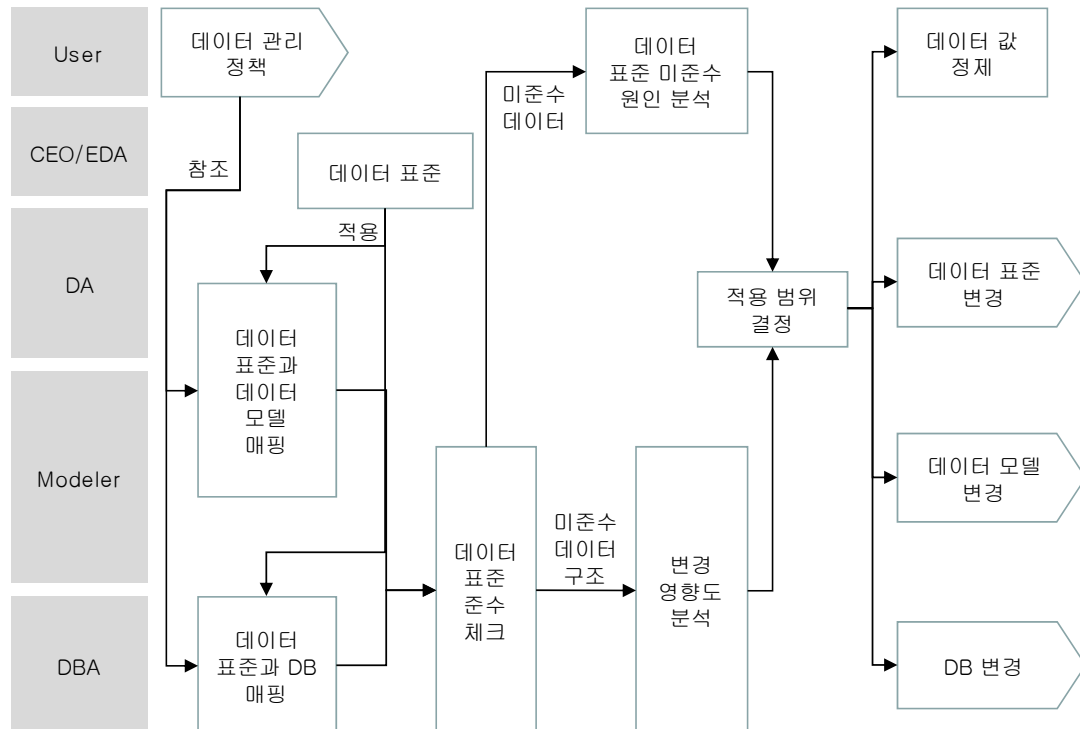 User
데이터 관리
정책
데이터
표준 미준수
원인 분석
데이터 값
정제
미준수
데이터
CEO/EDA
참조
데이터 표준
적용
DA
데이터
표준과
데이터
모델
매핑
적용 범위
결정
데이터 표준
변경
Modeler
데이터
표준
준수
체크
미준수
데이터
구조
변경
영향도
분석
데이터 모델
변경
DBA
데이터
표준과 DB
매핑
DB 변경